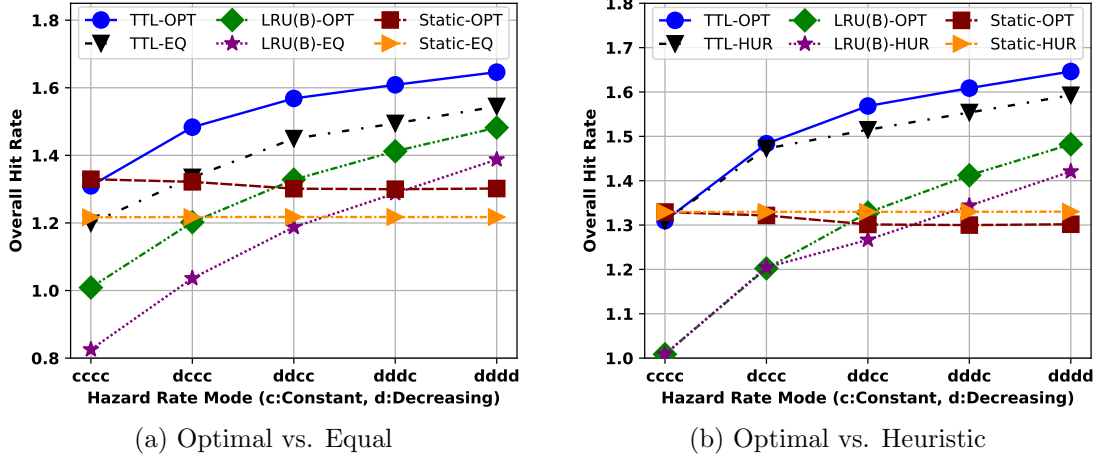 TTL-OPT LRU(B)-OPT Static-OPT
TTL-EQ LRU(B)-EQ Static-EQ
1.8
1.6
1.4
1.2
1.0
0.8
Overall Hit Rate
cccc dccc ddcc dddc dddd
Hazard Rate Mode (c:Constant, d:Decreasing)
(a) Optimal vs. Equal
TTL-OPT LRU(B)-OPT Static-OPT
TTL-HUR LRU(B)-HUR Static-HUR
1.8
1.7
1.6
1.5
1.4
1.3
1.2
1.1
1.0
Overall Hit Rate
cccc dccc ddcc dddc dddd
Hazard Rate Mode (c:Constant, d:Decreasing)
(b) Optimal vs. Heuristic